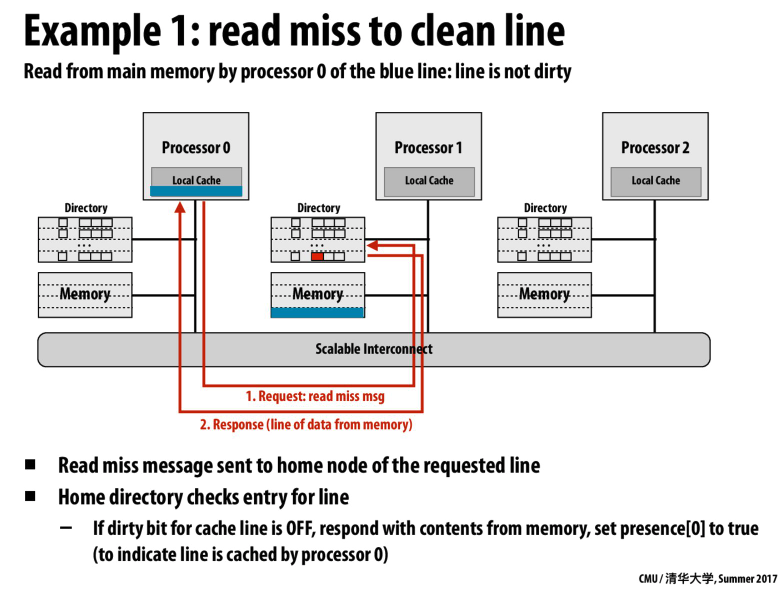 Example 1: read miss to clean line
Read from main memory by processor 0 of the blue line: line is not dirty
Processor 0
Local Cache
Processor 1
Local Cache
Processor 2
Local Cache
Directory
Directory
Directory
. . .
. . .
. . .
Memory
Memory
Memory
Scalable Interconnect
1. Request: read miss msg
2. Response (line of data from memory)
Read miss message sent to home node of the requested line
Home directory checks entry for line
– If dirty bit for cache line is OFF, respond with contents from memory, set presence[0] to true
(to indicate line is cached by processor 0)
CMU / 清华大学, Summer 2017